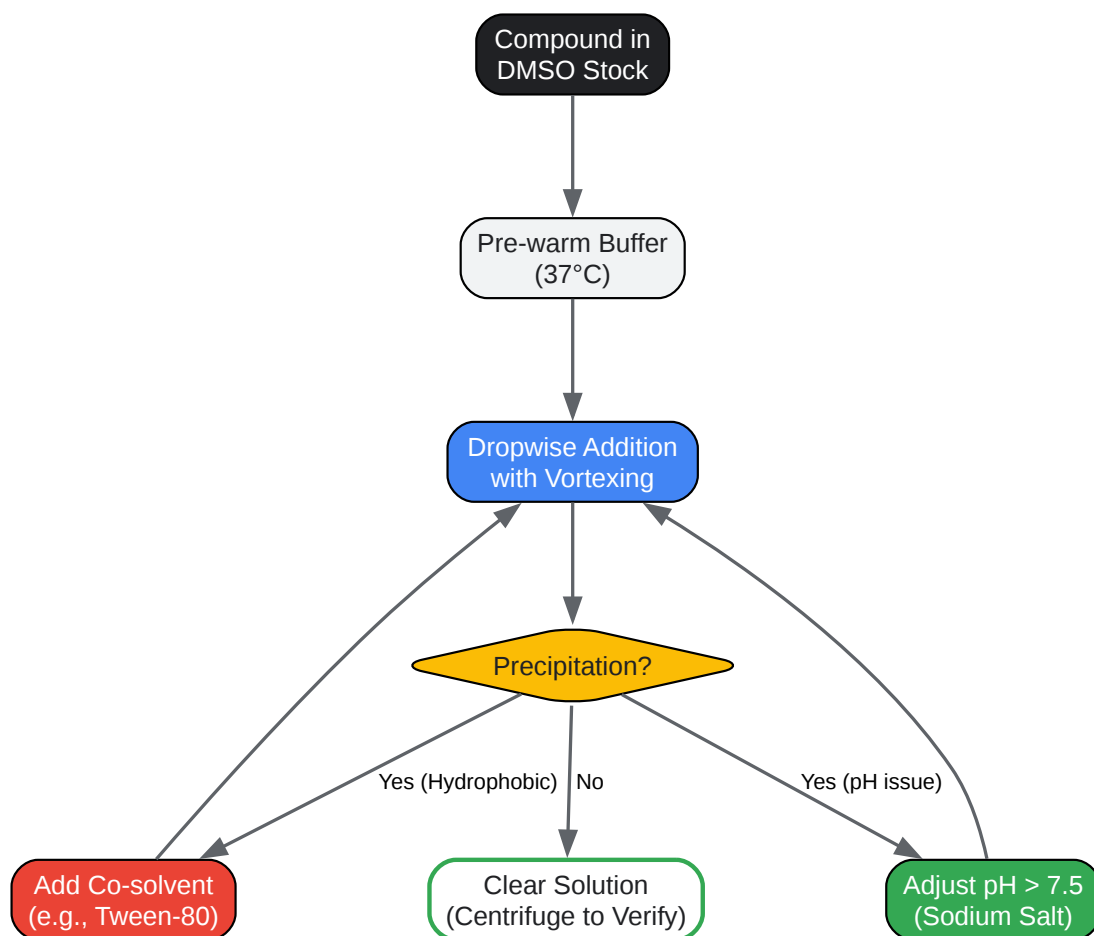 Compound in
DMSO Stock
Pre-warm Buffer
(37°C)
Dropwise Addition
with Vortexing
Precipitation?
Yes (Hydrophobic)
No
Yes (pH issue)
Add Co-solvent
(e.g., Tween-80)
Clear Solution
(Centrifuge to Verify)
Adjust pH > 7.5
(Sodium Salt)